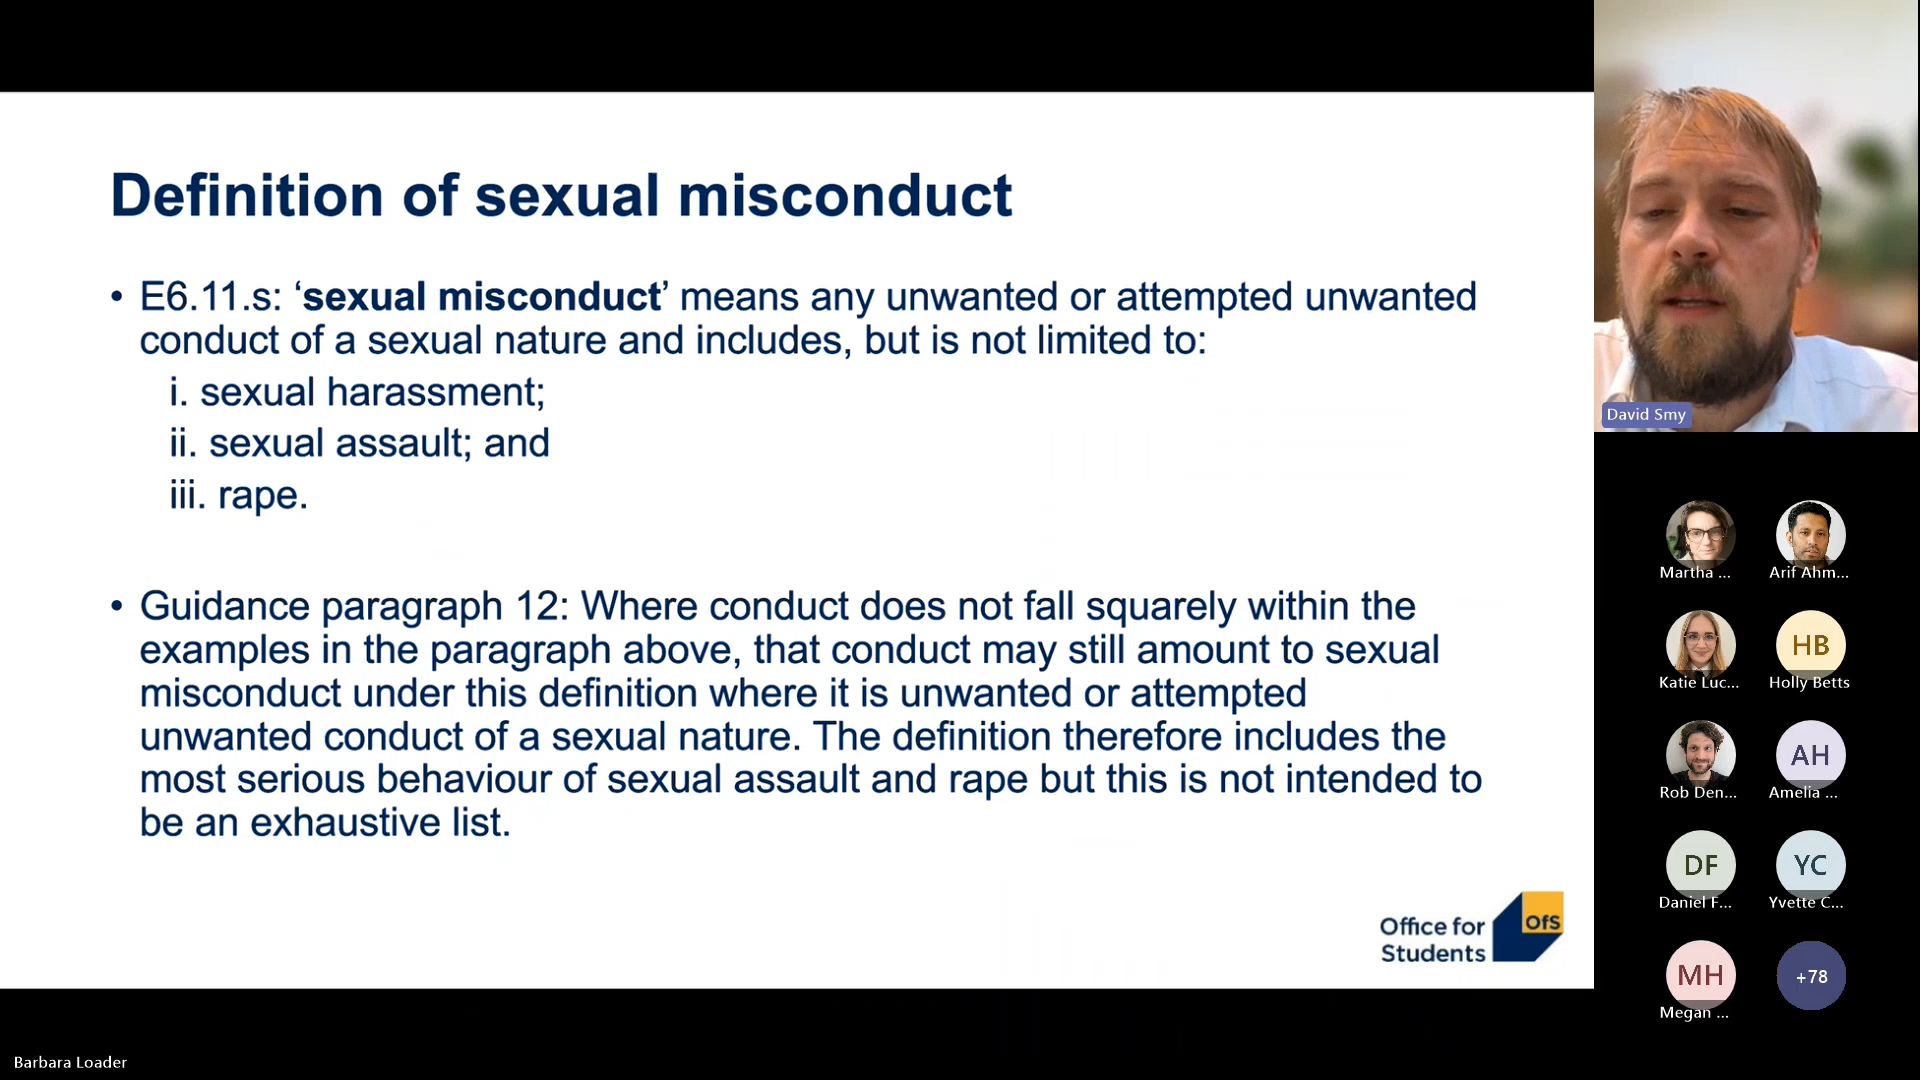 Definition of sexual misconduct
• E6.11.s: ‘sexual misconduct’ means any unwanted or attempted unwanted
conduct of a sexual nature and includes, but is not limited to:
i. sexual harassment;
ii. sexual assault; and
iii. rape.
• Guidance paragraph 12: Where conduct does not fall squarely within the
examples in the paragraph above, that conduct may still amount to sexual
misconduct under this definition where it is unwanted or attempted
unwanted conduct of a sexual nature. The definition therefore includes the
most serious behaviour of sexual assault and rape but this is not intended to
be an exhaustive list.
Office for
Students
OfS
Barbara Loader
David Smy
Martha ...
Arif Ahm...
Katie Luc...
HB
Holly Betts
Rob Den...
AH
Amelia ...
DF
Daniel F...
YC
Yvette C...
MH
Megan ...
+78